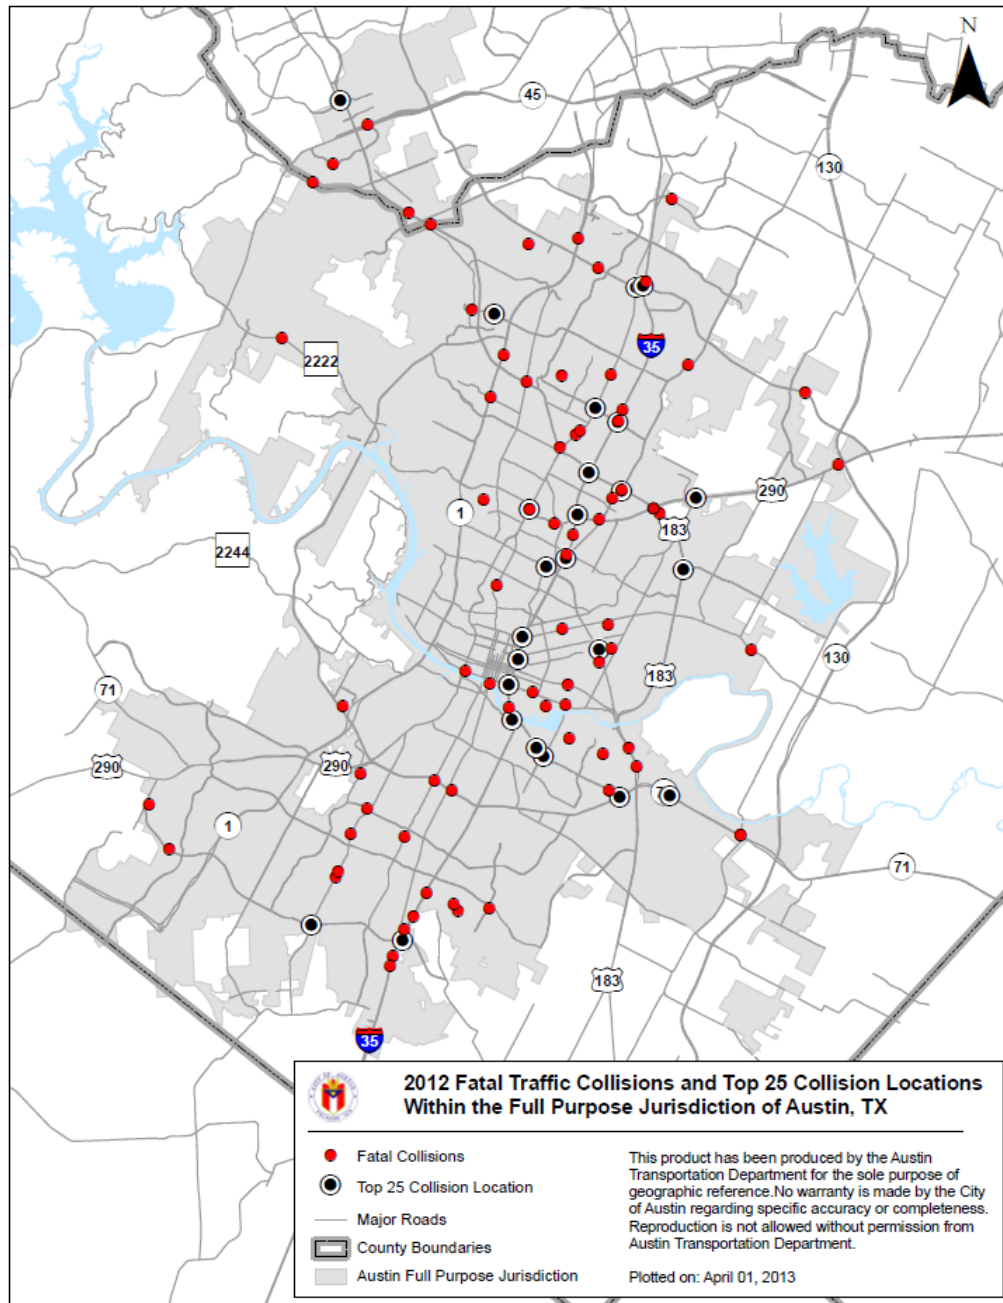 N
45
130
35
2222
290
1
183
2244
130
183
71
290
290
1
71
183
35
2012 Fatal Traffic Collisions and Top 25 Collision Locations
Within the Full Purpose Jurisdiction of Austin, TX
Fatal Collisions
Top 25 Collision Location
Major Roads
County Boundaries
Austin Full Purpose Jurisdiction
This product has been produced by the Austin
Transportation Department for the sole purpose of
geographic reference.No warranty is made by the City
of Austin regarding specific accuracy or completeness.
Reproduction is not allowed without permission from
Austin Transportation Department.
Plotted on: April 01, 2013